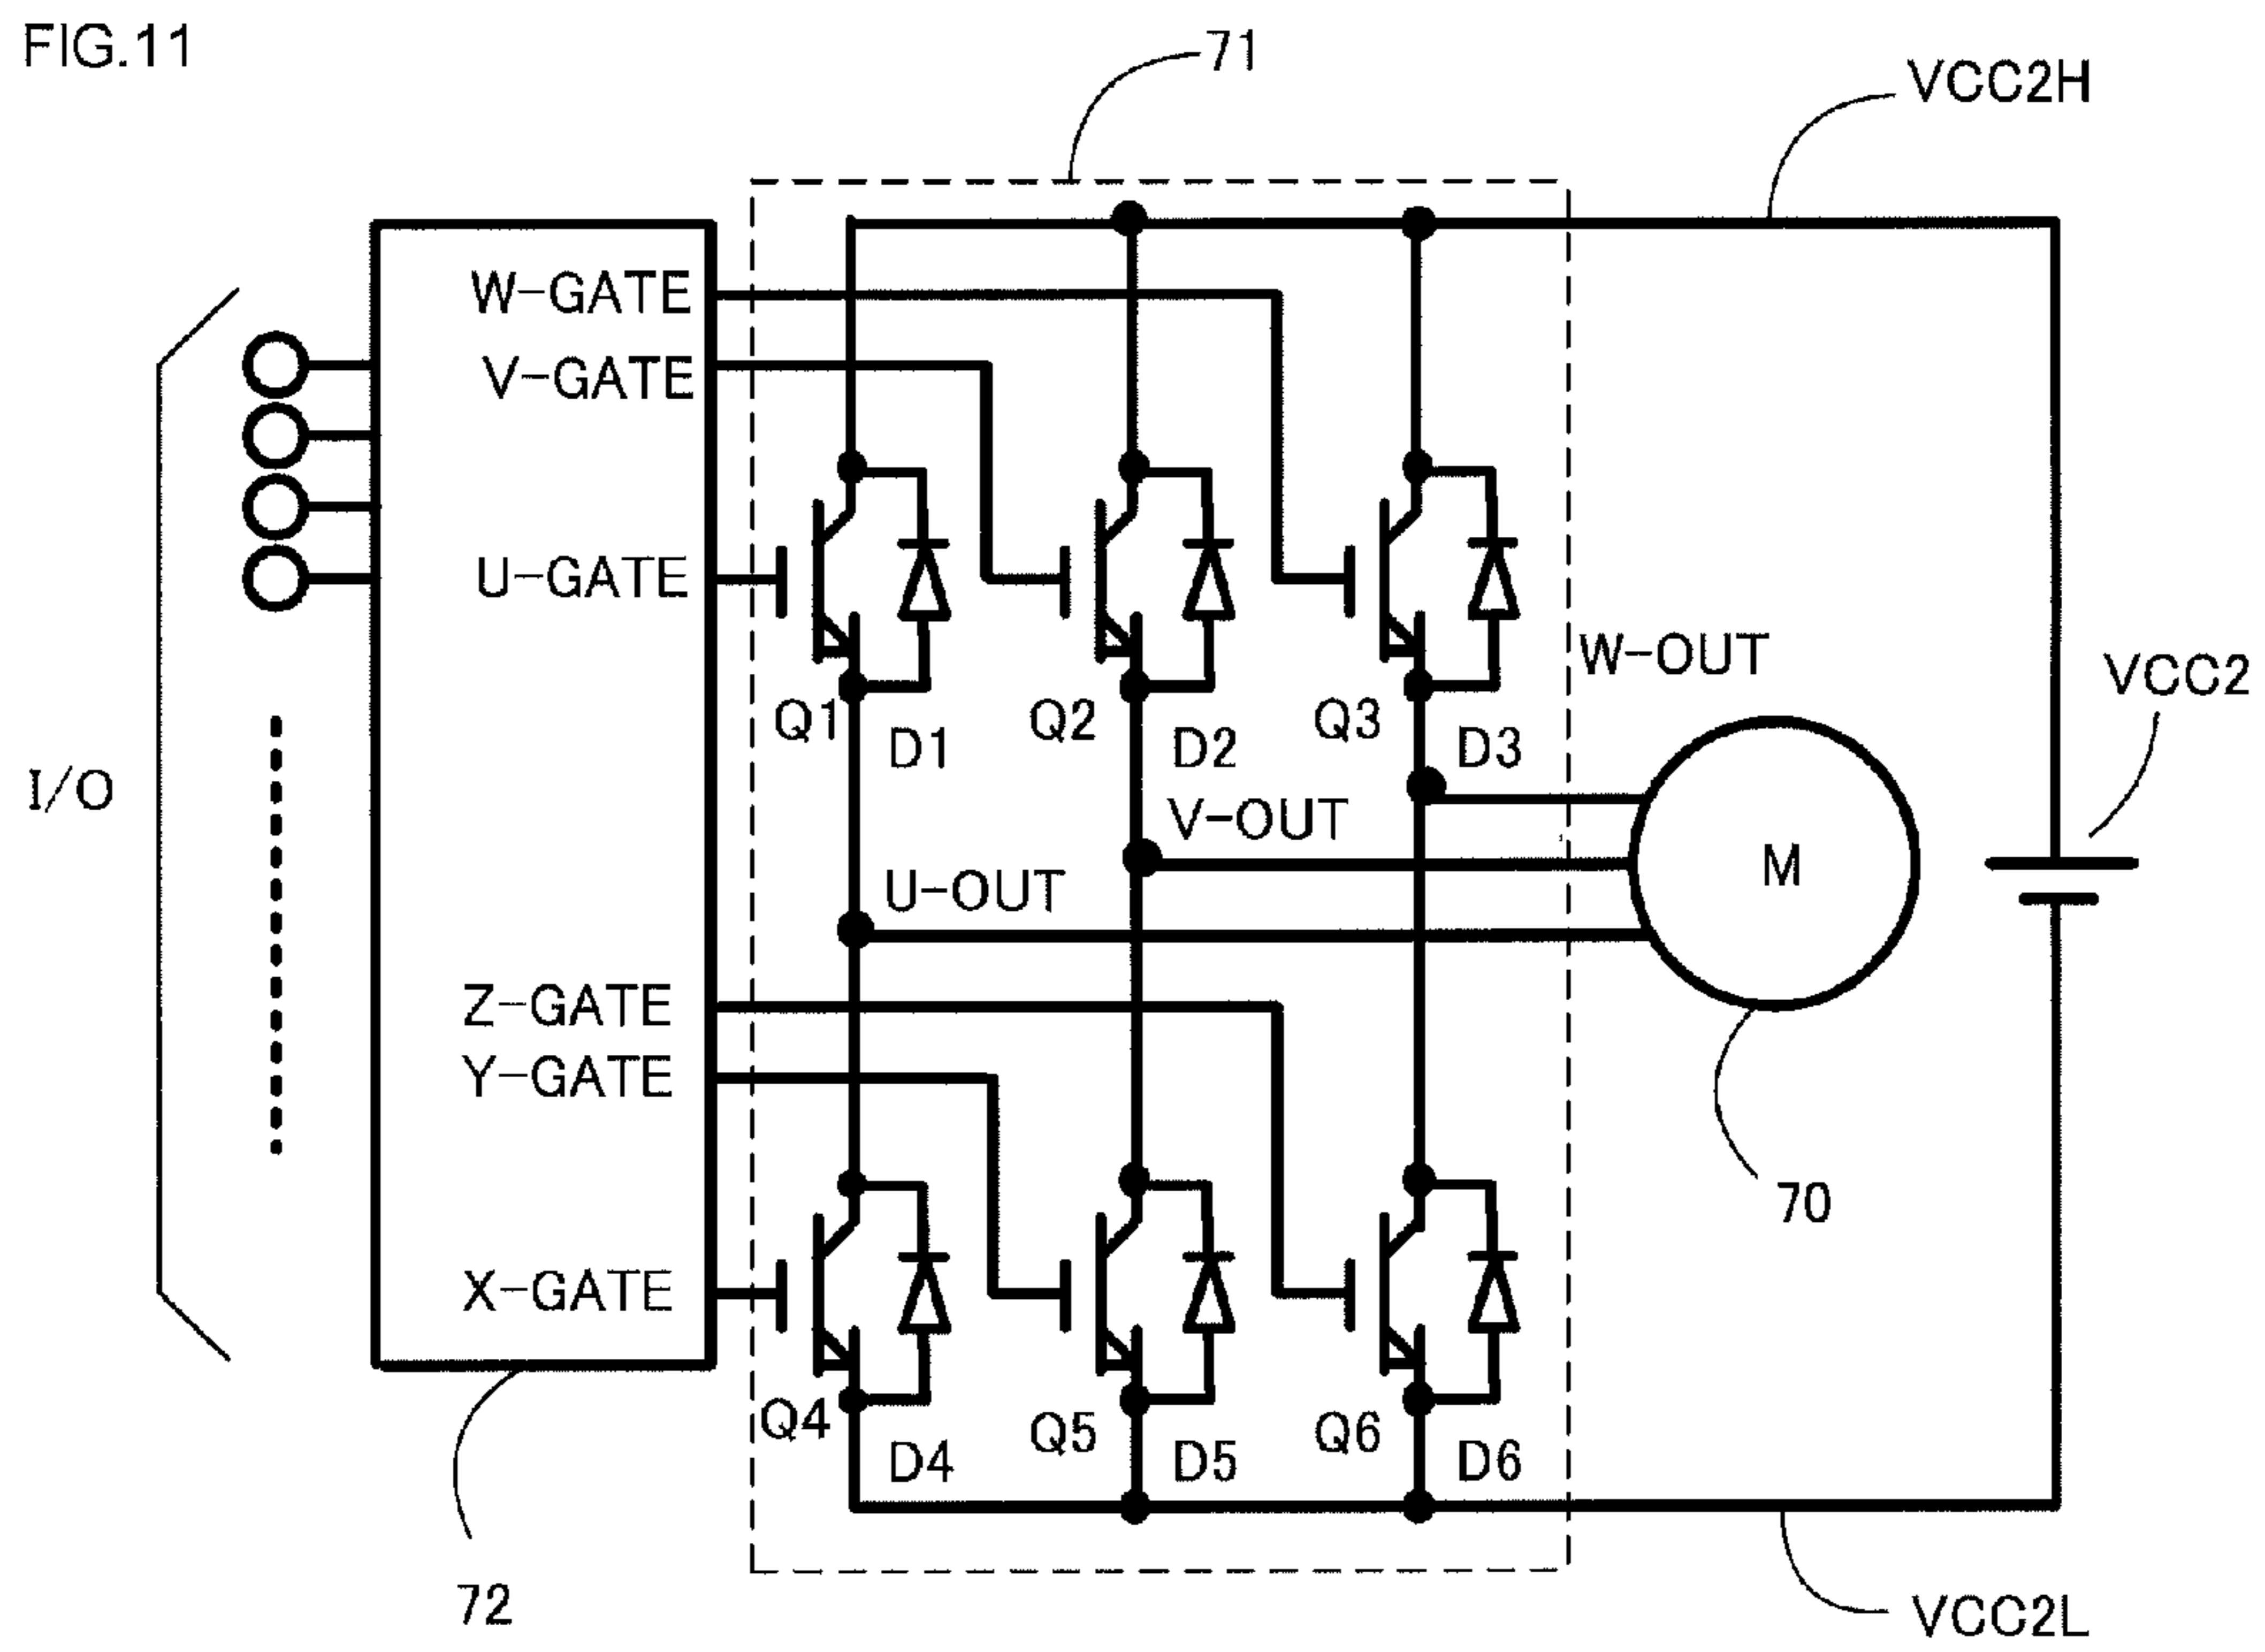 FIG.11
71
VCC2H
W-GATE
V-GATE
U-GATE
W-OUT
VCC2
Q1
D1
Q2
D2
Q3
D3
I/O
V-OUT
M
U-OUT
Z-GATE
Y-GATE
70
X-GATE
Q4
D4
Q5
D5
Q6
D6
72
VCC2L